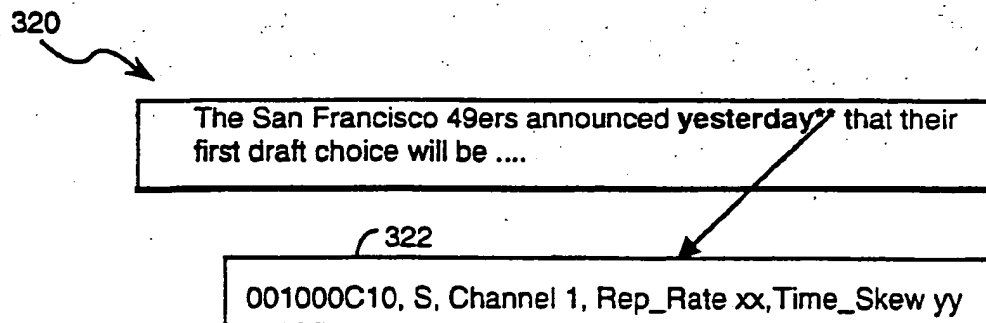 320
The San Francisco 49ers announced yesterday** that their
first draft choice will be ....
322
001000C10, S, Channel 1, Rep_Rate xx,Time_Skew yy